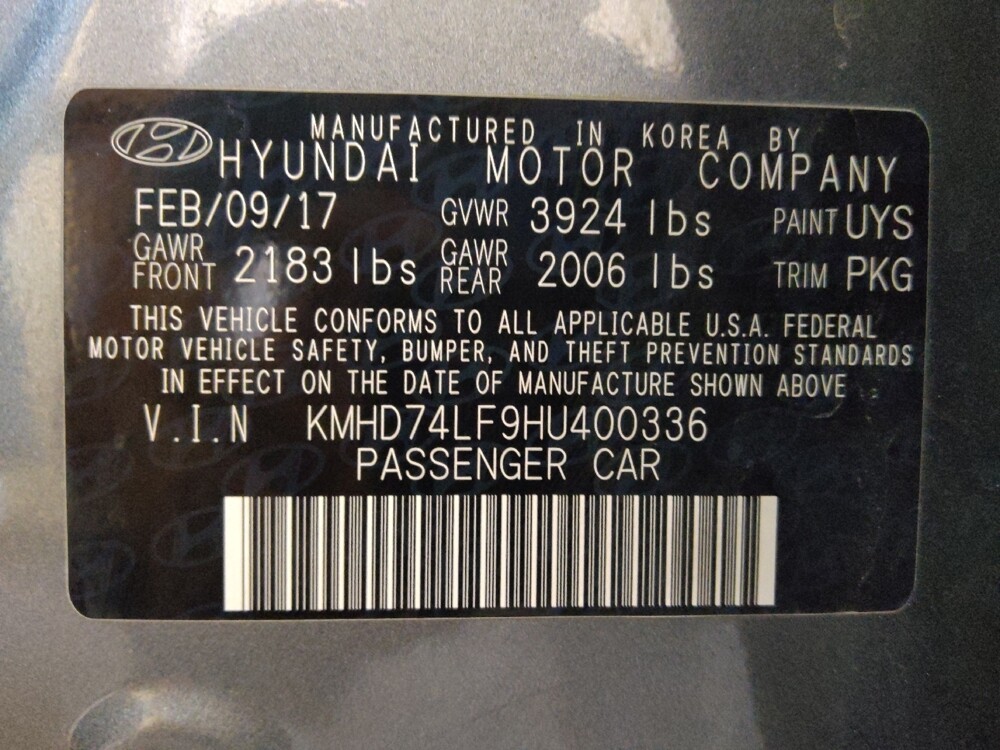 MANUFACTURED IN KOREA BY
HYUNDAI MOTOR COMPANY
FEB/09/17 GVWR 3924 lbs PAINT UYS
GAWR FRONT 2183 lbs GAWR REAR 2006 lbs TRIM PKG
THIS VEHICLE CONFORMS TO ALL APPLICABLE U.S.A. FEDERAL
MOTOR VEHICLE SAFETY, BUMPER, AND THEFT PREVENTION STANDARDS
IN EFFECT ON THE DATE OF MANUFACTURE SHOWN ABOVE
V.I.N KMHD74LF9HU400336
PASSENGER CAR